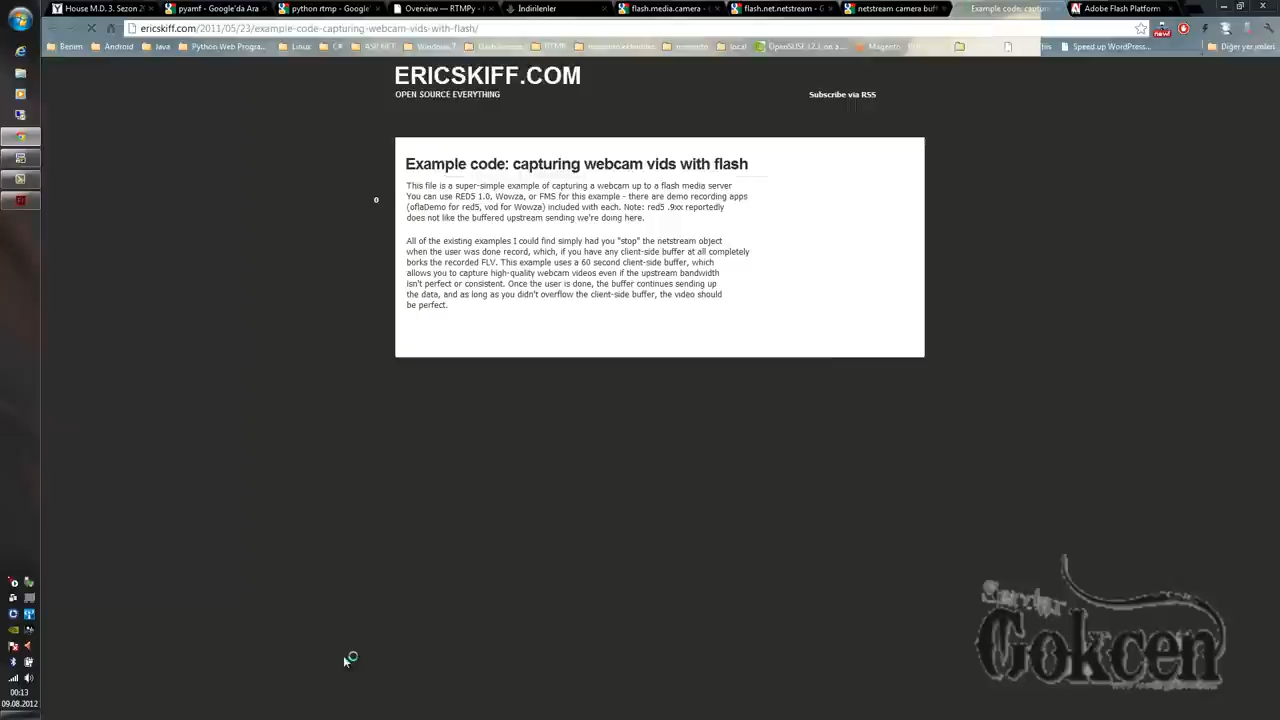 House M.D. 3. Sezon 20
pyamf - Google'da Ara
python rtmp - Google
Overview — RTMPy -
İndirilenler
flash.media.camera -
flash.net.netstream - G
netstream camera buff
Example code: captur
Adobe Flash Platform
ericskiff.com/2011/05/23/example-code-capturing-webcam-vids-with-flash/
Benim
Android
Java
Python Web Progra...
Linux
C#
ASP.NET
Windows 7
local
OpenSUSE
Magento
Speed up WordPress...
Diğer yer imleri
ERICSKIFF.COM
OPEN SOURCE EVERYTHING
Subscribe via RSS
Example code: capturing webcam vids with flash
0
This file is a super-simple example of capturing a webcam up to a flash media server
You can use RED5 1.0, Wowza, or FMS for this example - there are demo recording apps
(oflaDemo for red5, vod for Wowza) included with each. Note: red5 .9xx reportedly
does not like the buffered upstream sending we're doing here.
All of the existing examples I could find simply had you "stop" the netstream object
when the user was done record, which, if you have any client-side buffer at all completely
borks the recorded FLV. This example uses a 60 second client-side buffer, which
allows you to capture high-quality webcam videos even if the upstream bandwidth
isn't perfect or consistent. Once the user is done, the buffer continues sending up
the data, and as long as you didn't overflow the client-side buffer, the video should
be perfect.
Gokcen
00:13
09.08.2012